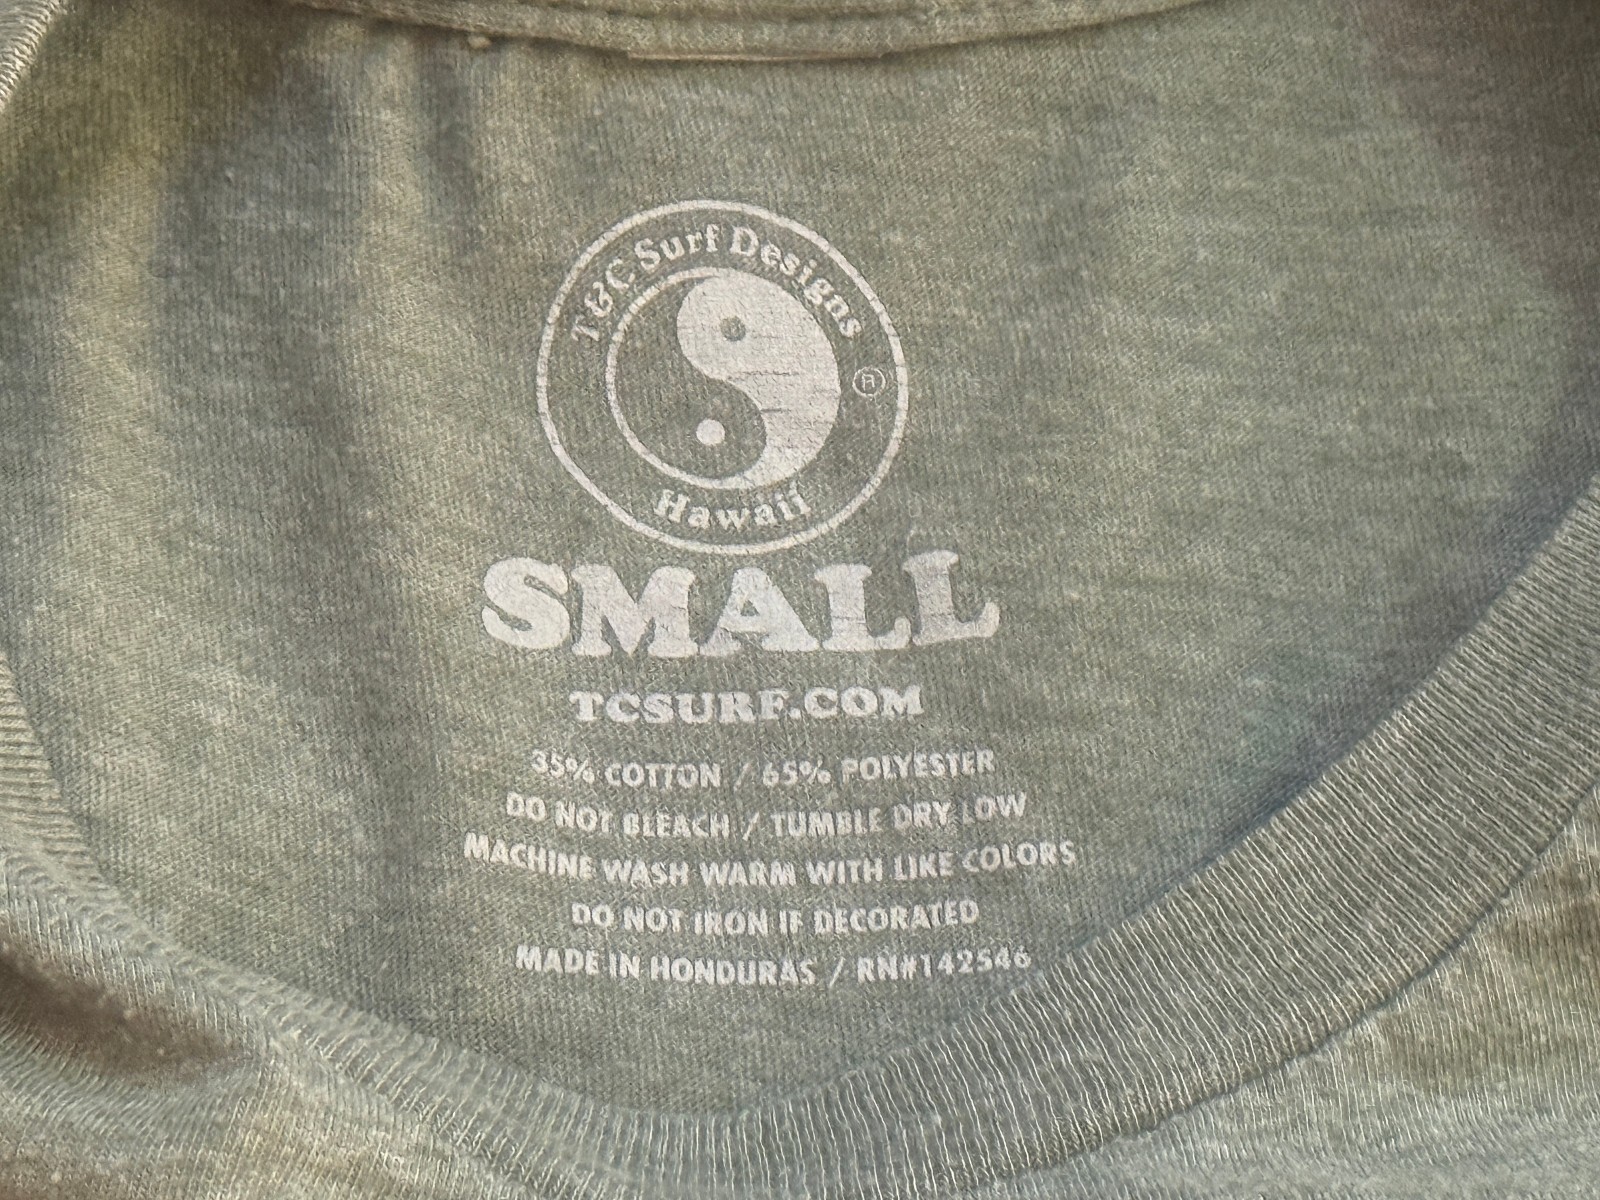 T&C Surf Designs
®
Hawaii
SMALL
TCSURF.COM
35% COTTON / 65% POLYESTER
DO NOT BLEACH / TUMBLE DRY LOW
MACHINE WASH WARM WITH LIKE COLORS
DO NOT IRON IF DECORATED
MADE IN HONDURAS / RN#142546